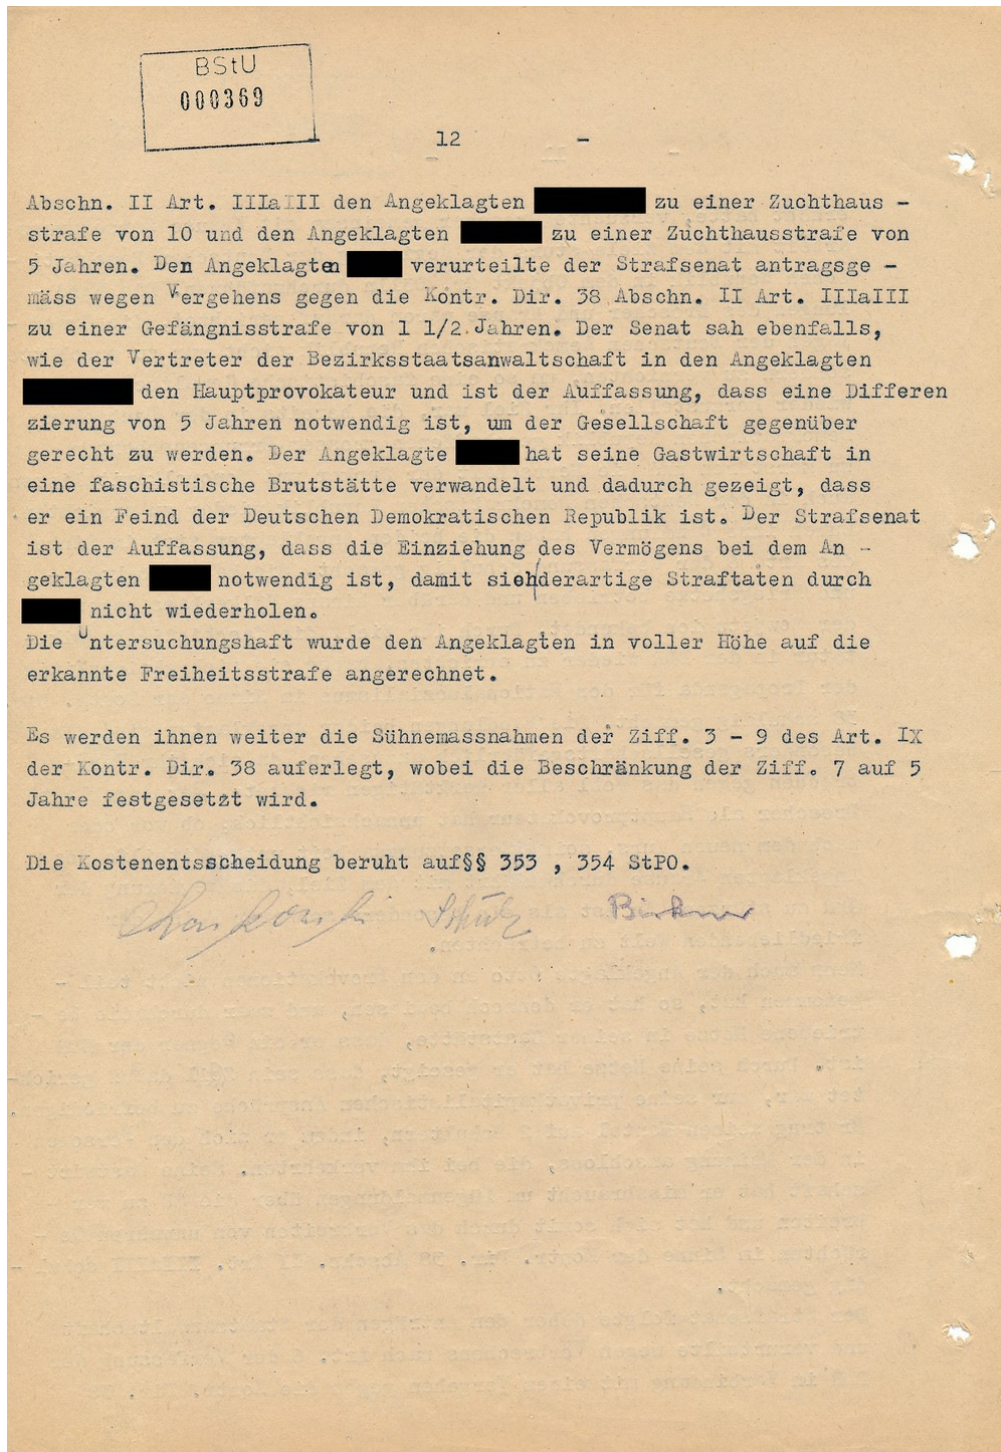 BStU
000369
12 -
Abschn. II Art. IIIaIII den Angeklagten zu einer Zuchthaus -
strafe von 10 und den Angeklagten zu einer Zuchthausstrafe von
5 Jahren. Den Angeklagten verurteilte der Strafsenat antragsge -
mäss wegen Vergehens gegen die Kontr. Dir. 38 Abschn. II Art. IIIaIII
zu einer Gefängnisstrafe von 1 1/2 Jahren. Der Senat sah ebenfalls,
wie der Vertreter der Bezirksstaatsanwaltschaft in den Angeklagten
den Hauptprovokateur und ist der Auffassung, dass eine Differen
zierung von 5 Jahren notwendig ist, um der Gesellschaft gegenüber
gerecht zu werden. Der Angeklagte hat seine Gastwirtschaft in
eine faschistische Brutstätte verwandelt und dadurch gezeigt, dass
er ein Feind der Deutschen Demokratischen Republik ist. Der Strafsenat
ist der Auffassung, dass die Einziehung des Vermögens bei dem An -
geklagten notwendig ist, damit sich/derartige Straftaten durch
nicht wiederholen.
Die Untersuchungshaft wurde den Angeklagten in voller Höhe auf die
erkannte Freiheitsstrafe angerechnet.
Es werden ihnen weiter die Sühnemassnahmen der Ziff. 3 - 9 des Art. IX
der Kontr. Dir. 38 auferlegt, wobei die Beschränkung der Ziff. 7 auf 5
Jahre festgesetzt wird.
Die Kostenentsscheidung beruht auf§§ 353 , 354 StPO.
Schulz Birkner